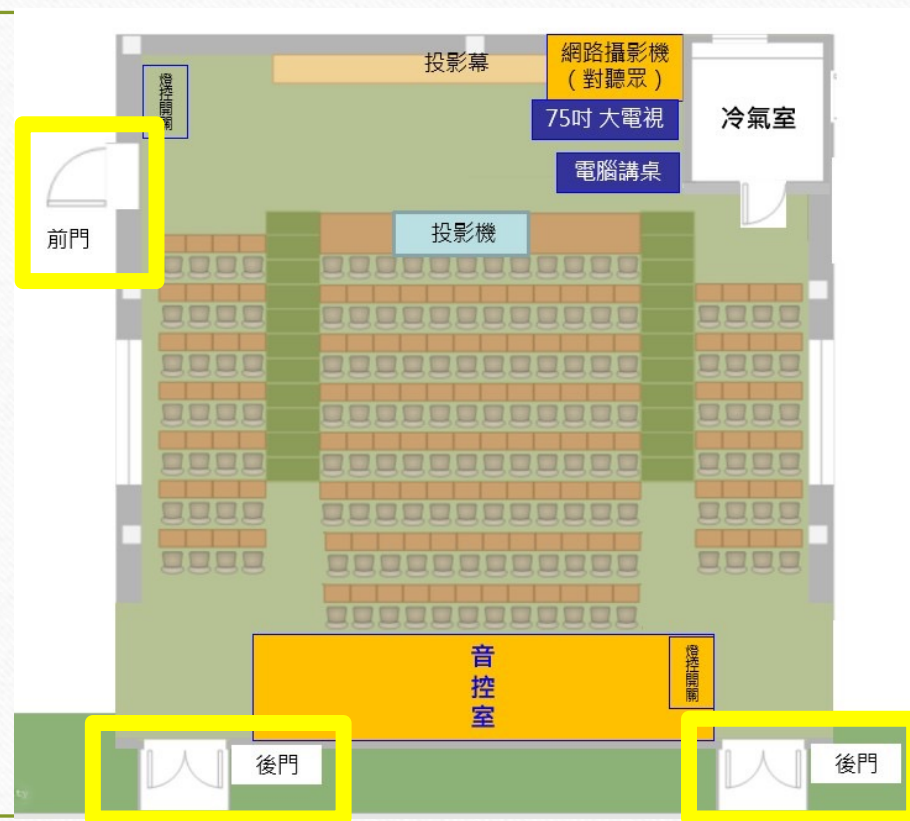 投影幕
網路攝影機
（對聽眾）
燈控開關
75吋 大電視
冷氣室
電腦講桌
前門
投影機
音控室
燈控開關
後門
後門
ty